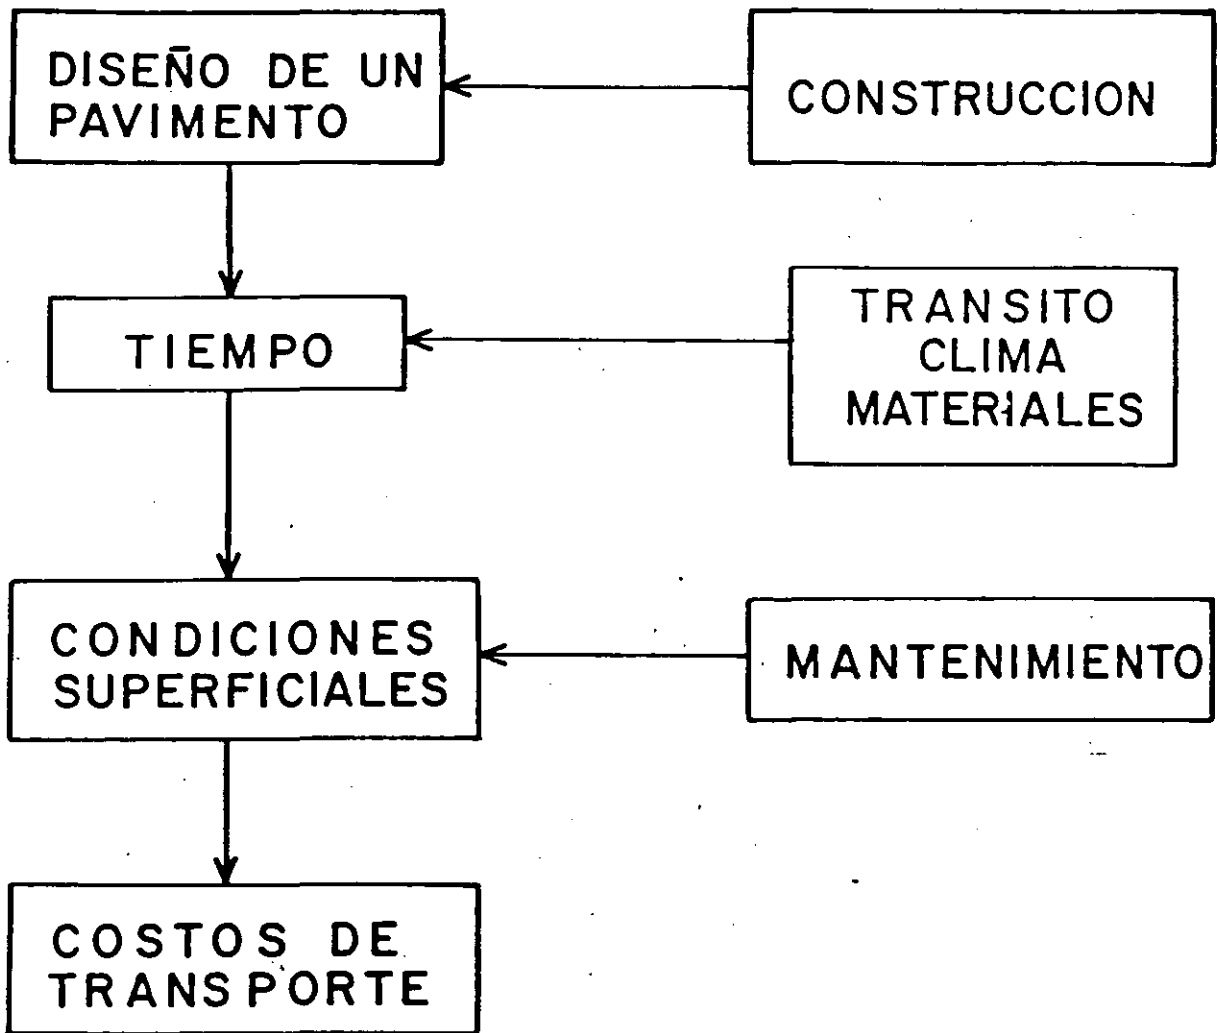 DISEÑO DE UN
PAVIMENTO
CONSTRUCCION
TIEMPO
TRANSITO
CLIMA
MATERIALES
CONDICIONES
SUPERFICIALES
MANTENIMIENTO
COSTOS DE
TRANSPORTE